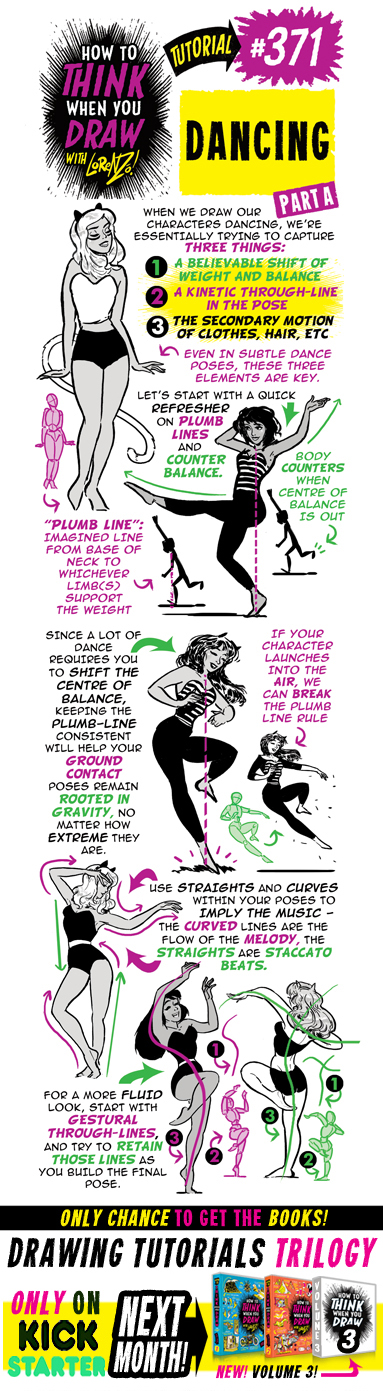 HOW TO
THINK
WHEN YOU
DRAW
WITH LORENZO!
TUTORIAL
#371
DANCING
PART A
WHEN WE DRAW OUR
CHARACTERS DANCING, WE'RE
ESSENTIALLY TRYING TO CAPTURE
THREE THINGS:
1 A BELIEVABLE SHIFT OF
WEIGHT AND BALANCE
2 A KINETIC THROUGH-LINE
IN THE POSE
3 THE SECONDARY MOTION
OF CLOTHES, HAIR, ETC
EVEN IN SUBTLE DANCE
POSES, THESE THREE
ELEMENTS ARE KEY.
LET'S START WITH A QUICK
REFRESHER
ON PLUMB
LINES
AND
COUNTER
BALANCE.
BODY
COUNTERS
WHEN
CENTRE OF
BALANCE
IS OUT
"PLUMB LINE":
IMAGINED LINE
FROM BASE OF
NECK TO
WHICHEVER
LIMB(S)
SUPPORT
THE WEIGHT
SINCE A LOT OF
DANCE
REQUIRES YOU
TO SHIFT THE
CENTRE OF
BALANCE,
KEEPING THE
PLUMB-LINE
CONSISTENT
WILL HELP YOUR
GROUND
CONTACT
POSES REMAIN
ROOTED IN
GRAVITY, NO
MATTER HOW
EXTREME THEY
ARE.
IF YOUR
CHARACTER
LAUNCHES
INTO THE
AIR, WE
CAN BREAK
THE PLUMB
LINE RULE
USE STRAIGHTS AND CURVES
WITHIN YOUR POSES TO
IMPLY THE MUSIC -
THE CURVED LINES ARE THE
FLOW OF THE MELODY, THE
STRAIGHTS ARE STACCATO
BEATS.
FOR A MORE FLUID
LOOK, START WITH
GESTURAL
THROUGH-LINES,
AND TRY TO RETAIN
THOSE LINES AS
YOU BUILD THE FINAL
POSE.
1
3
2
1
3
2
ONLY CHANCE TO GET THE BOOKS!
DRAWING TUTORIALS TRILOGY
ONLY ON
KICK
STARTER
NEXT
MONTH!
VOLUME 3
HOW TO
THINK
WHEN YOU
DRAW
3
NEW! VOLUME 3!